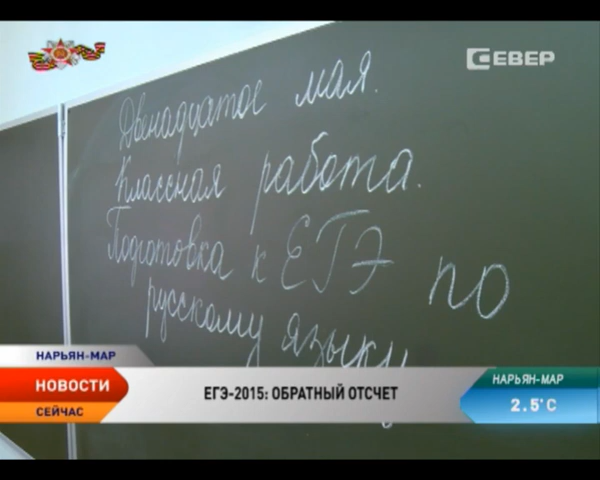 СЕВЕР
Двенадцатое мая.
Классная работа.
Подготовка к ЕГЭ по
русскому языку
НАРЬЯН-МАР
НОВОСТИ
СЕЙЧАС
ЕГЭ-2015: ОБРАТНЫЙ ОТСЧЕТ
НАРЬЯН-МАР
2.5°C